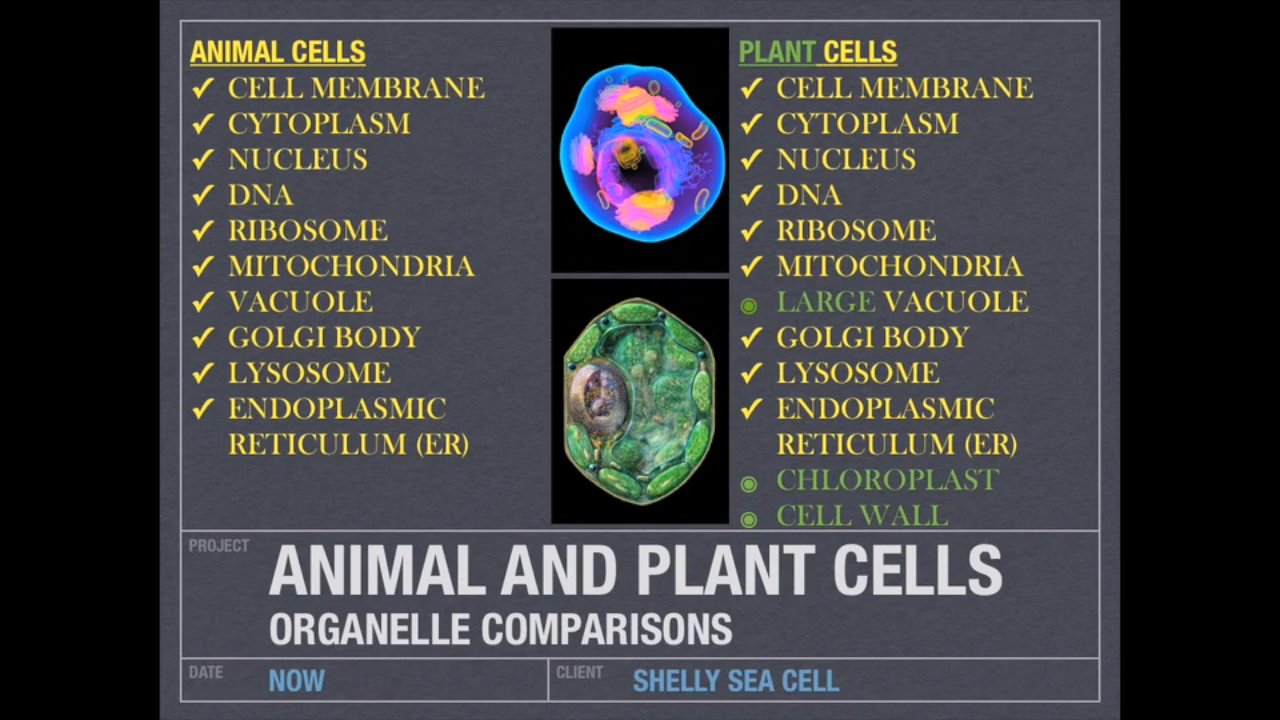 ANIMAL CELLS
✓ CELL MEMBRANE
✓ CYTOPLASM
✓ NUCLEUS
✓ DNA
✓ RIBOSOME
✓ MITOCHONDRIA
✓ VACUOLE
✓ GOLGI BODY
✓ LYSOSOME
✓ ENDOPLASMIC
RETICULUM (ER)
PLANT CELLS
✓ CELL MEMBRANE
✓ CYTOPLASM
✓ NUCLEUS
✓ DNA
✓ RIBOSOME
✓ MITOCHONDRIA
◉ LARGE VACUOLE
✓ GOLGI BODY
✓ LYSOSOME
✓ ENDOPLASMIC
RETICULUM (ER)
◉ CHLOROPLAST
◉ CELL WALL
PROJECT
ANIMAL AND PLANT CELLS
ORGANELLE COMPARISONS
DATE
NOW
CLIENT
SHELLY SEA CELL